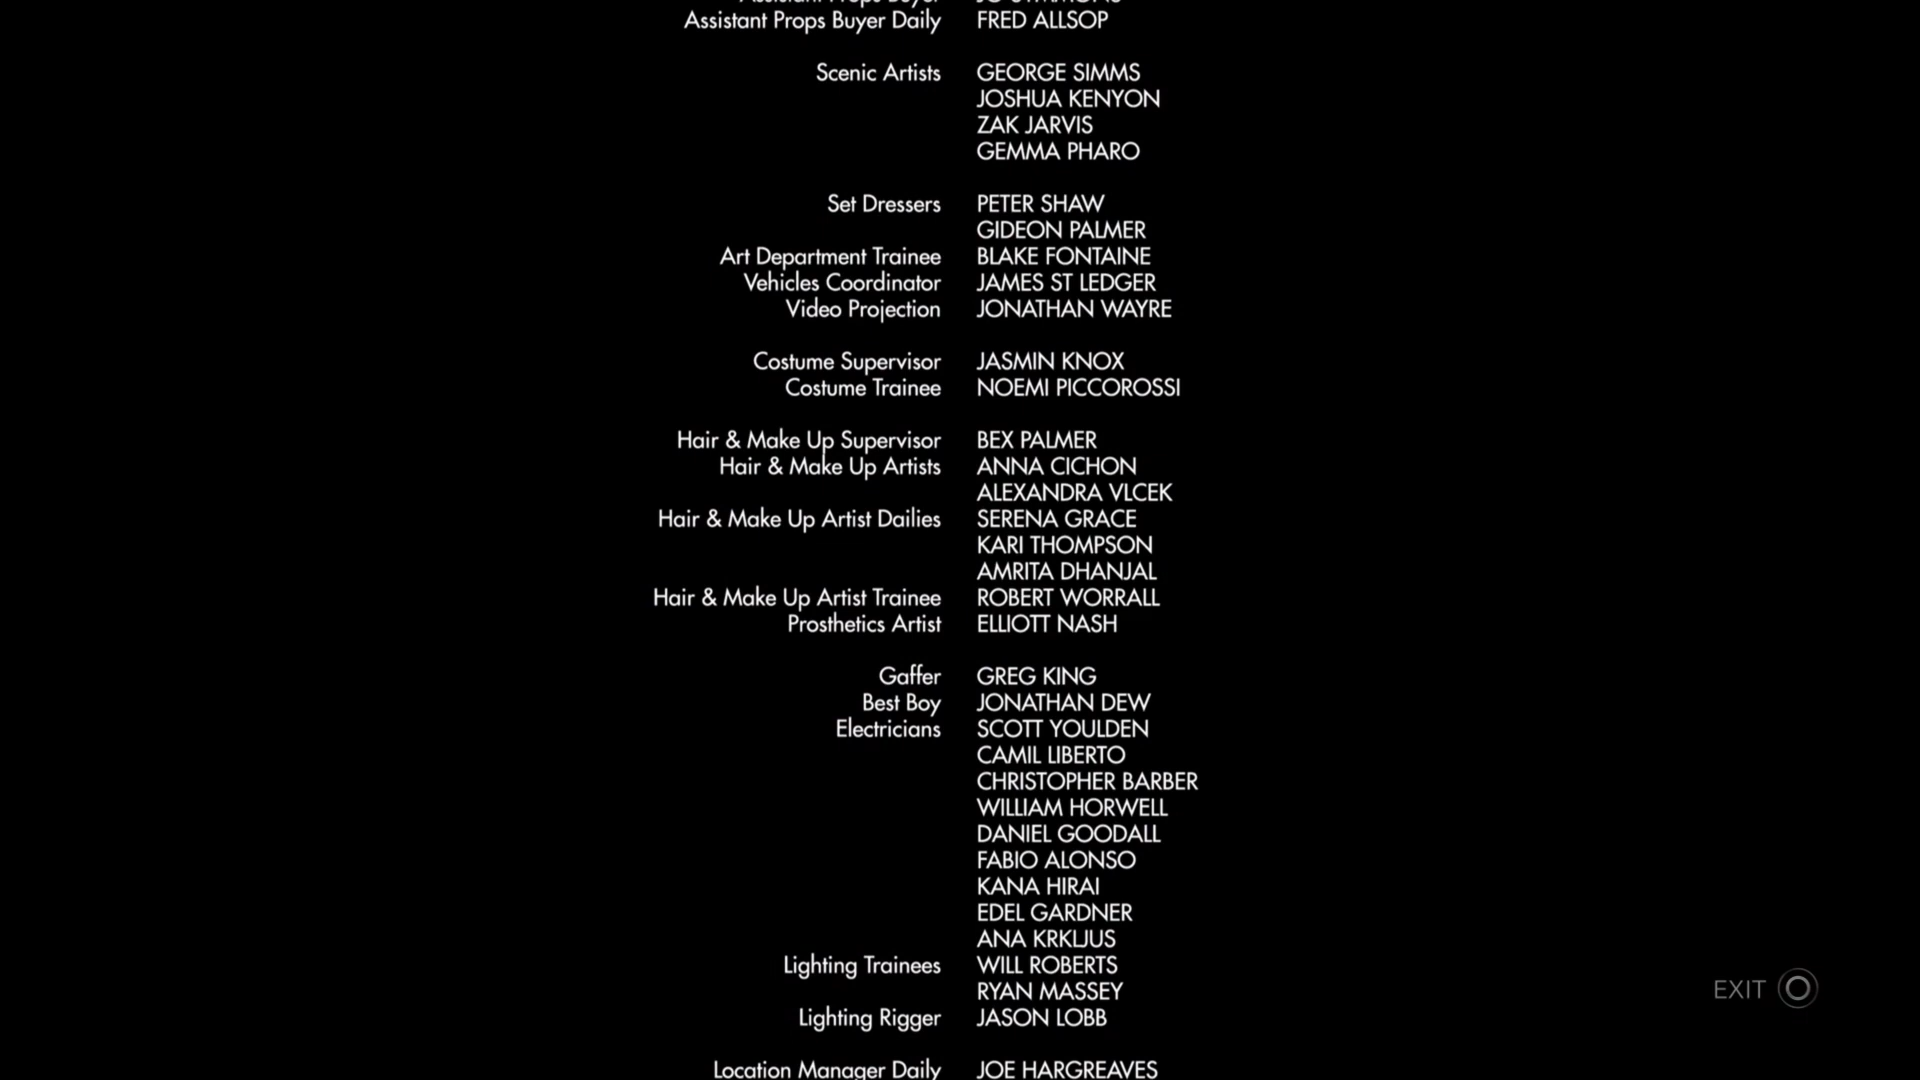 Assistant Props Buyer JO SIMMONS
Assistant Props Buyer Daily FRED ALLSOP
Scenic Artists GEORGE SIMMS
JOSHUA KENYON
ZAK JARVIS
GEMMA PHARO
Set Dressers PETER SHAW
GIDEON PALMER
Art Department Trainee BLAKE FONTAINE
Vehicles Coordinator JAMES ST LEDGER
Video Projection JONATHAN WAYRE
Costume Supervisor JASMIN KNOX
Costume Trainee NOEMI PICCOROSSI
Hair & Make Up Supervisor BEX PALMER
Hair & Make Up Artists ANNA CICHON
ALEXANDRA VLCEK
Hair & Make Up Artist Dailies SERENA GRACE
KARI THOMPSON
AMRITA DHANJAL
Hair & Make Up Artist Trainee ROBERT WORRALL
Prosthetics Artist ELLIOTT NASH
Gaffer GREG KING
Best Boy JONATHAN DEW
Electricians SCOTT YOULDEN
CAMIL LIBERTO
CHRISTOPHER BARBER
WILLIAM HORWELL
DANIEL GOODALL
FABIO ALONSO
KANA HIRAI
EDEL GARDNER
ANA KRKLJUS
Lighting Trainees WILL ROBERTS
RYAN MASSEY
Lighting Rigger JASON LOBB
EXIT
Location Manager Daily JOE HARGREAVES